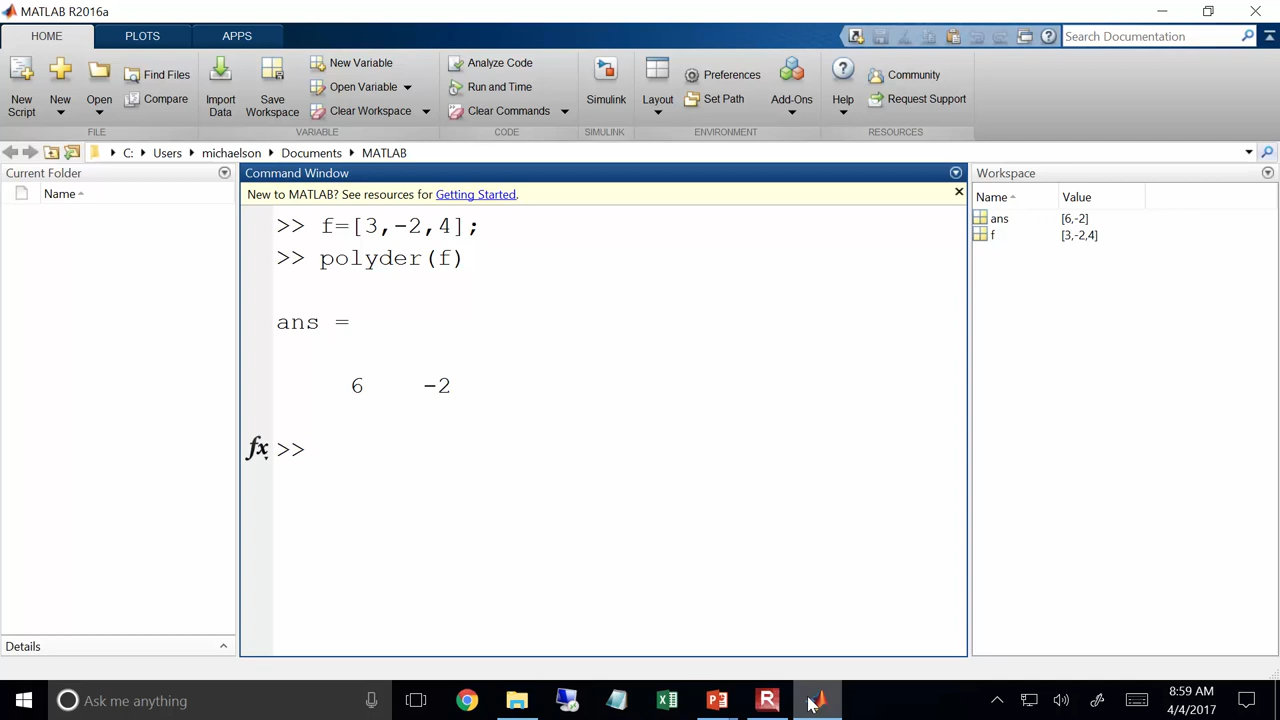 MATLAB R2016a
HOME PLOTS APPS
Search Documentation
New Script
New
Open
Find Files
Compare
Import Data
Save Workspace
New Variable
Open Variable
Clear Workspace
Analyze Code
Run and Time
Clear Commands
Simulink
Layout
Preferences
Set Path
Add-Ons
Help
Community
Request Support
FILE VARIABLE CODE SIMULINK ENVIRONMENT RESOURCES
C: Users michaelson Documents MATLAB
Current Folder
Name
Details
Command Window
New to MATLAB? See resources for Getting Started.
>> f=[3,-2,4];
>> polyder(f)
ans =
6 -2
fx >>
Workspace
Name Value
ans [6,-2]
f [3,-2,4]
Ask me anything
8:59 AM
4/4/2017